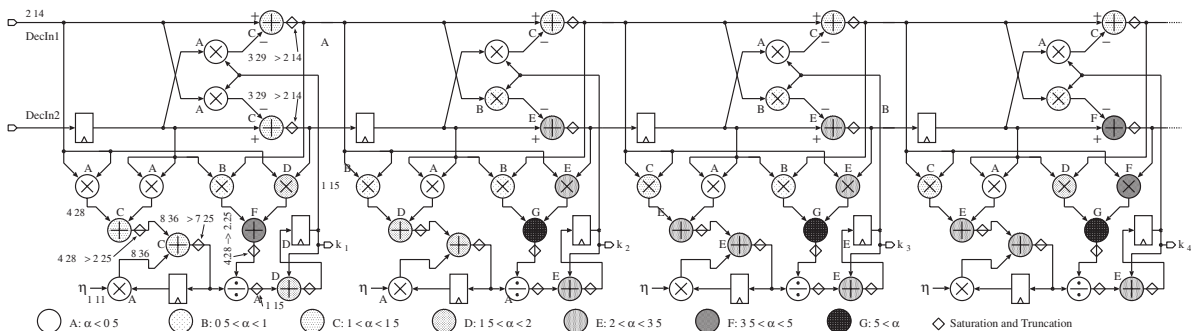 2 14
DecIn1
DecIn2
+ C − + C − + C − + C −
A A A A
3 29 > 2 14
A
3 29 > 2 14
A B B
− C + − E + − E + − F +
B
A A B D
B A B E
C A B E
C A D F
1 15
4 28
C
8 36 > 7 25
F
4.28 −> 2.25
D
C
D
G
E
E
G
E
E
G
4 28 > 2 25
8 36
E
k 1
k 2
k 3
k 4
D E E E
η η η η
1 11
A
A
1 15
A
A
A: α < 0 5
B: 0 5 < α < 1
C: 1 < α < 1 5
D: 1 5 < α < 2
E: 2 < α < 3 5
F: 3 5 < α < 5
G: 5 < α
Saturation and Truncation